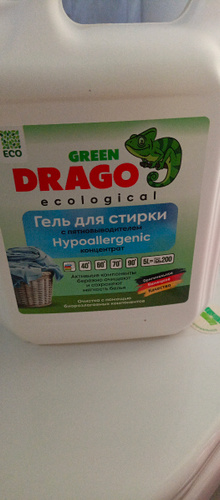 ECO
GREEN
DRAGO
ecological
Гель для стирки
с пятновыводителем
Hypoallergenic
концентрат
40° 60° 70° 90° 5L 200
Активные компоненты
бережно очищают
и сохраняют
мягкость белья